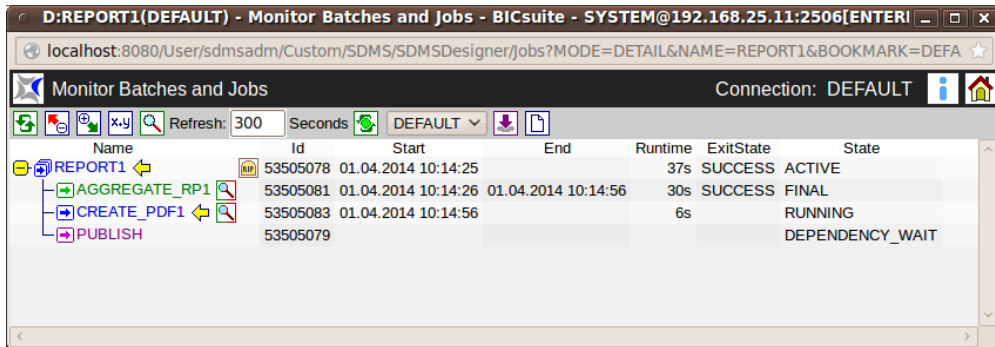 D:REPORT1(DEFAULT) - Monitor Batches and Jobs - BICsuite - SYSTEM@192.168.25.11:2506[ENTERI
localhost:8080/User/sdmsadm/Custom/SDMS/SDMSDesigner/Jobs?MODE=DETAIL&NAME=REPORT1&BOOKMARK=DEFA
Monitor Batches and Jobs Connection: DEFAULT
x.y Refresh: 300 Seconds DEFAULT
Name Id Start End Runtime ExitState State
REPORT1 RIP 53505078 01.04.2014 10:14:25 37s SUCCESS ACTIVE
AGGREGATE_RP1 53505081 01.04.2014 10:14:26 01.04.2014 10:14:56 30s SUCCESS FINAL
CREATE_PDF1 53505083 01.04.2014 10:14:56 6s RUNNING
PUBLISH 53505079 DEPENDENCY_WAIT